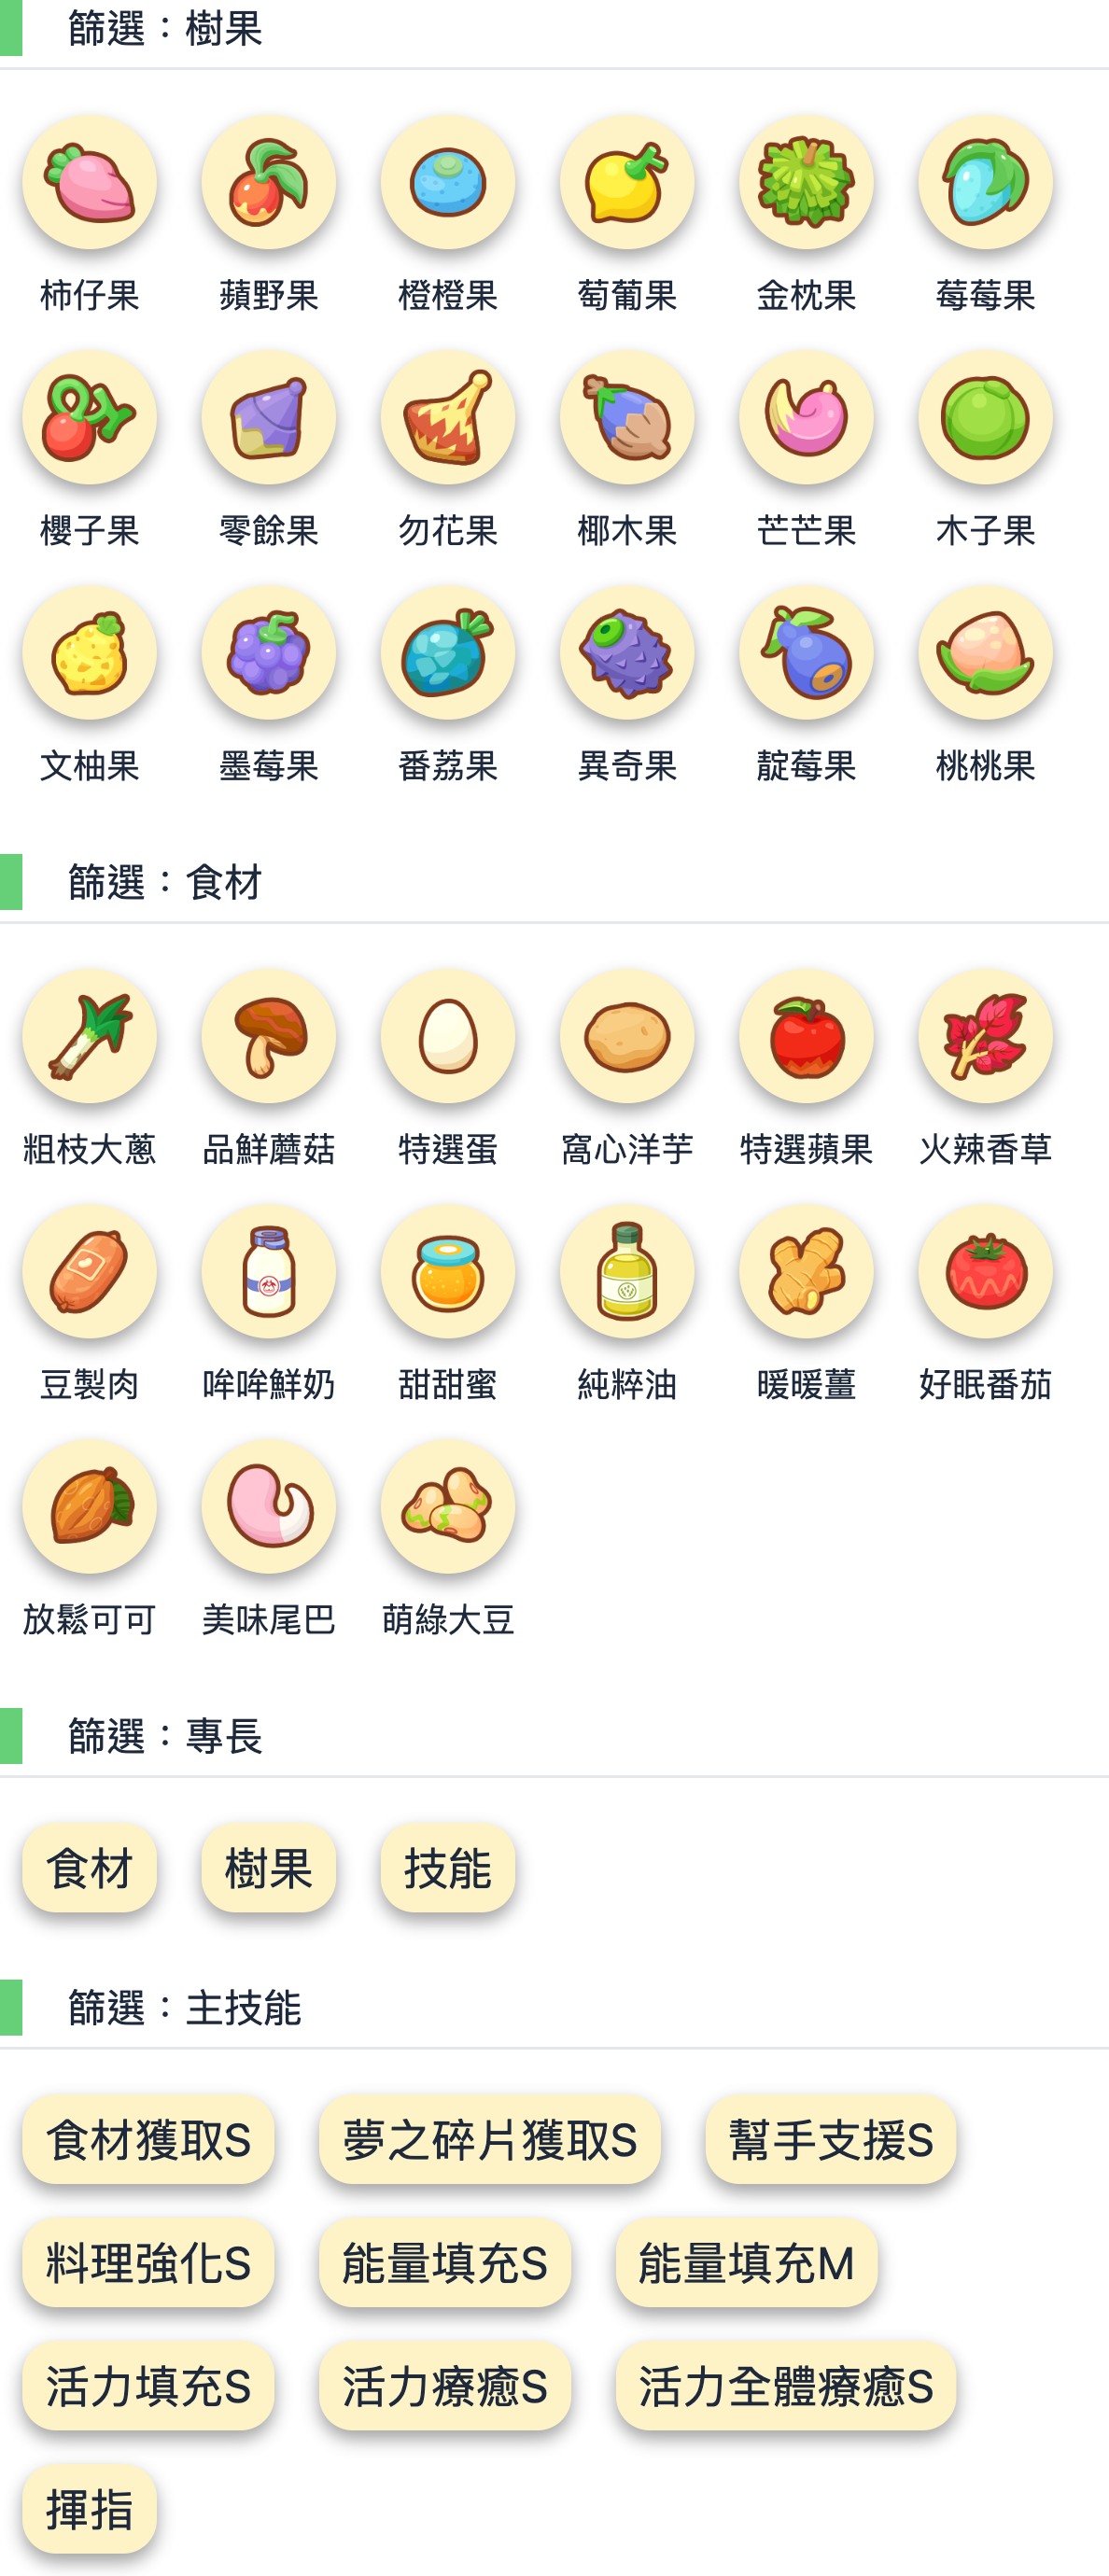 篩選：樹果
柿仔果 蘋野果 橙橙果 萄葡果 金枕果 莓莓果
櫻子果 零餘果 勿花果 椰木果 芒芒果 木子果
文柚果 墨莓果 番荔果 異奇果 靛莓果 桃桃果
篩選：食材
粗枝大蔥 品鮮蘑菇 特選蛋 窩心洋芋 特選蘋果 火辣香草
豆製肉 哞哞鮮奶 甜甜蜜 純粹油 暖暖薑 好眠番茄
放鬆可可 美味尾巴 萌綠大豆
篩選：專長
食材 樹果 技能
篩選：主技能
食材獲取S 夢之碎片獲取S 幫手支援S
料理強化S 能量填充S 能量填充M
活力填充S 活力療癒S 活力全體療癒S
揮指